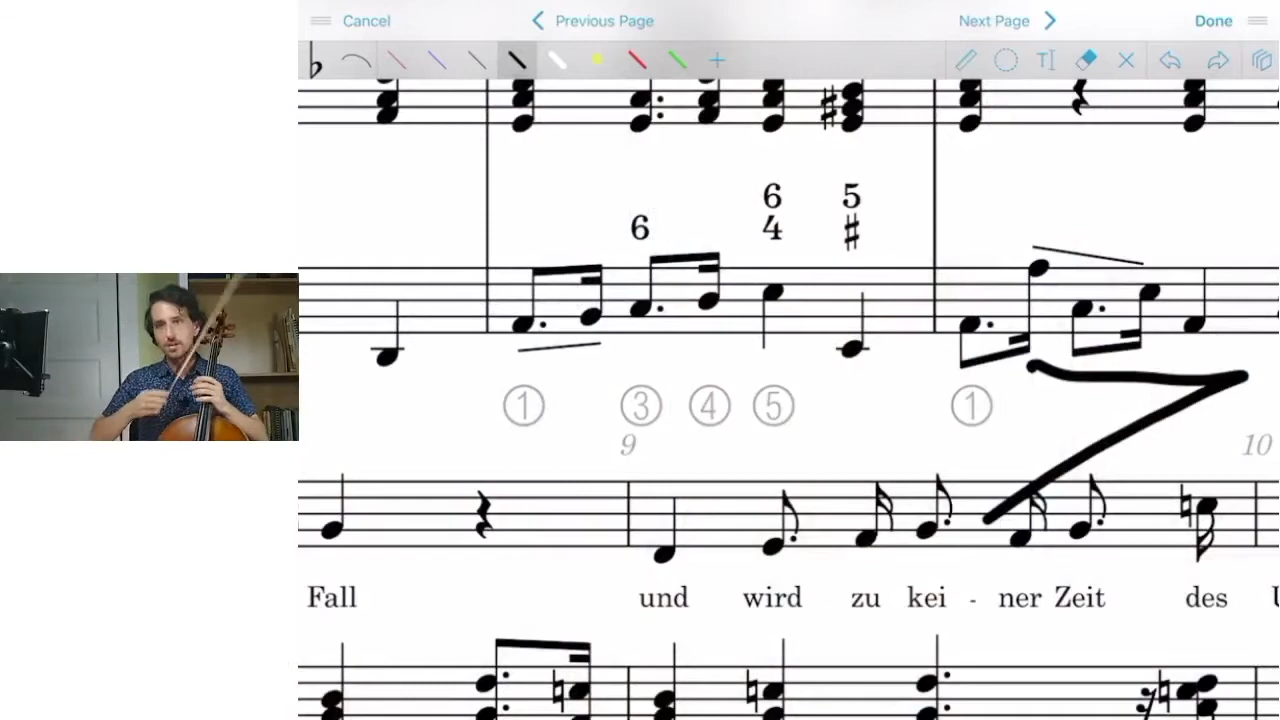 Cancel Previous Page Next Page Done
6 5
6 4 ♯
① ③ ④ ⑤ ①
9 10
Fall und wird zu kei - ner Zeit des